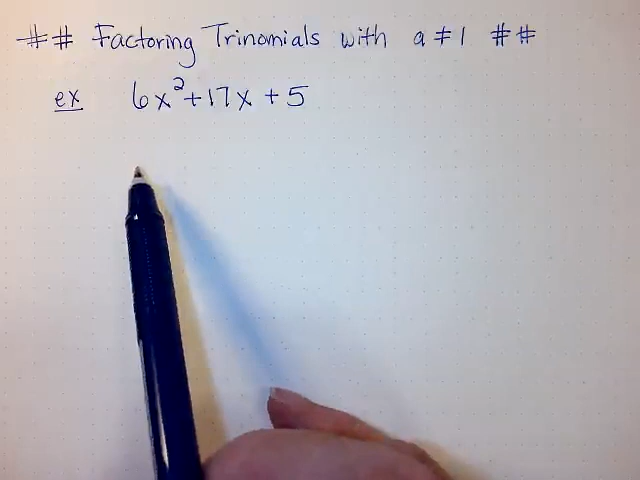 ## Factoring Trinomials with a ≠ 1 ##
ex 6x²+17x+5